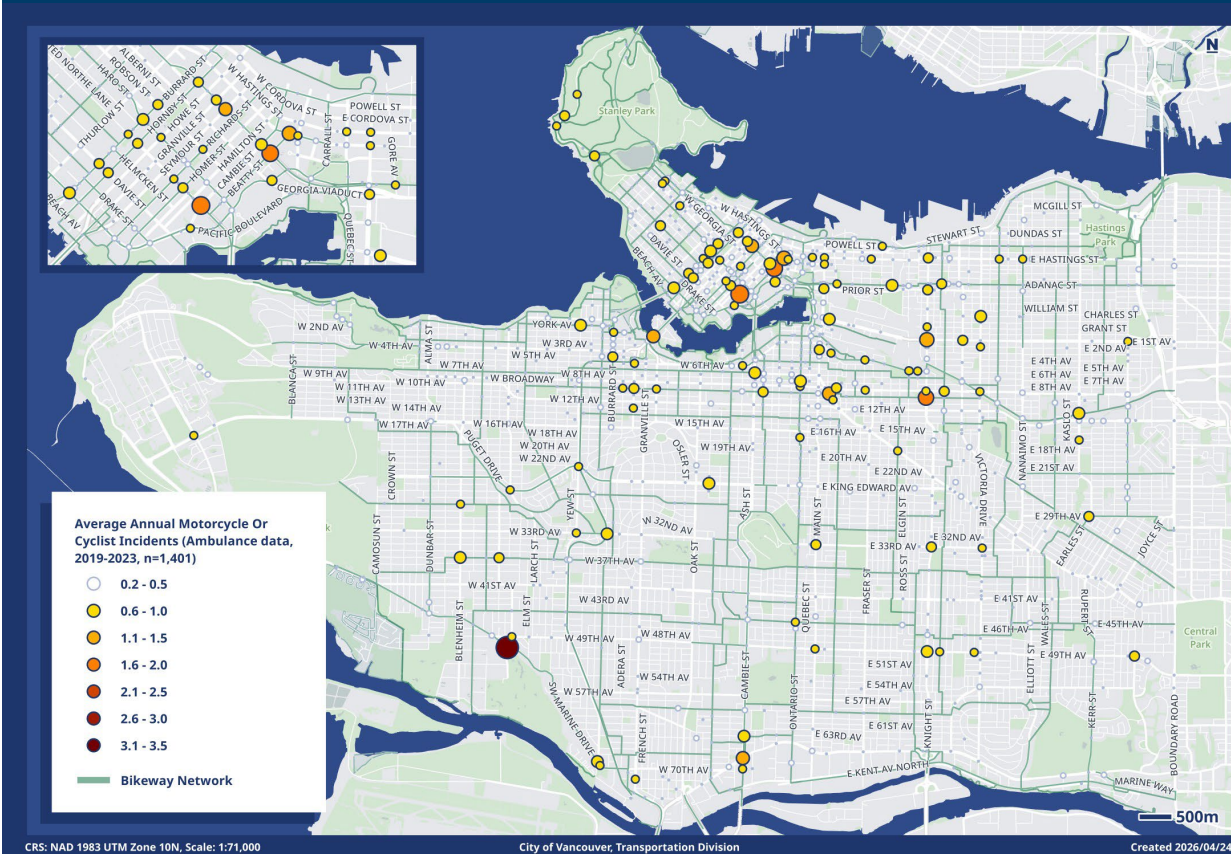 ALBERNI ST
ROBSON ST
HARO ST
BURRARD ST
W CORDOVA ST
W HASTINGS ST
THURLOW ST
HORNBY ST
HOWE ST
GRANVILLE ST
SEYMOUR ST
RICHARDS ST
HOMER ST
HAMILTON ST
CAMBIE ST
BEATTY ST
POWELL ST
E CORDOVA ST
CARRALL ST
GORE AV
HELMCKEN ST
DAVIE ST
DRAKE ST
BEACH AV
GEORGIA VIADUCT
PACIFIC BOULEVARD
QUEBEC ST
N
Stanley Park
W GEORGIA ST
W HASTINGS ST
DAVIE ST
BEACH AV
DRAKE ST
POWELL ST
STEWART ST
MCGILL ST
DUNDAS ST
Hastings
Park
E HASTINGS ST
PRIOR ST
ADANAC ST
WILLIAM ST
CHARLES ST
GRANT ST
E 1ST AV
E 2ND AV
E 4TH AV
E 5TH AV
E 6TH AV
E 7TH AV
E 8TH AV
YORK AV
W 2ND AV
W 3RD AV
W 4TH AV
W 5TH AV
W 6TH AV
W 7TH AV
W 8TH AV
W 9TH AV
W BROADWAY
W 10TH AV
W 11TH AV
W 12TH AV
W 13TH AV
W 14TH AV
W 15TH AV
W 16TH AV
W 17TH AV
W 18TH AV
W 19TH AV
W 20TH AV
W 22ND AV
BLANCA ST
ALMA ST
BURRARD ST
GRANVILLE ST
OSLER ST
PUGET DRIVE
CROWN ST
CAMOSUN ST
DUNBAR ST
YEW ST
LARCH ST
W 32ND AV
W 33RD AV
OAK ST
ASH ST
W 37TH AV
W 41ST AV
W 43RD AV
E 12TH AV
E 15TH AV
E 16TH AV
E 18TH AV
E 20TH AV
E 21ST AV
E 22ND AV
E KING EDWARD AV
MAIN ST
ELGIN ST
VICTORIA DRIVE
NANAIMO ST
KASLO ST
E 29TH AV
E 32ND AV
E 33RD AV
EARLES ST
JOYCE ST
ROSS ST
FRASER ST
QUEBEC ST
E 41ST AV
E 45TH AV
E 46TH AV
WALES ST
RUPERT ST
Central
Park
E 49TH AV
E 51ST AV
E 54TH AV
E 57TH AV
E 61ST AV
E 63RD AV
ELLIOTT ST
KERR ST
BOUNDARY ROAD
KNIGHT ST
ONTARIO ST
CAMBIE ST
BLENHEIM ST
ELM ST
W 48TH AV
W 49TH AV
ADERA ST
W 54TH AV
W 57TH AV
SW MARINE DRIVE
FRENCH ST
W 70TH AV
E KENT AV NORTH
MARINE WAY
Average Annual Motorcycle Or
Cyclist Incidents (Ambulance data,
2019-2023, n=1,401)
0.2 - 0.5
0.6 - 1.0
1.1 - 1.5
1.6 - 2.0
2.1 - 2.5
2.6 - 3.0
3.1 - 3.5
Bikeway Network
500m
CRS: NAD 1983 UTM Zone 10N, Scale: 1:71,000
City of Vancouver, Transportation Division
Created 2026/04/24